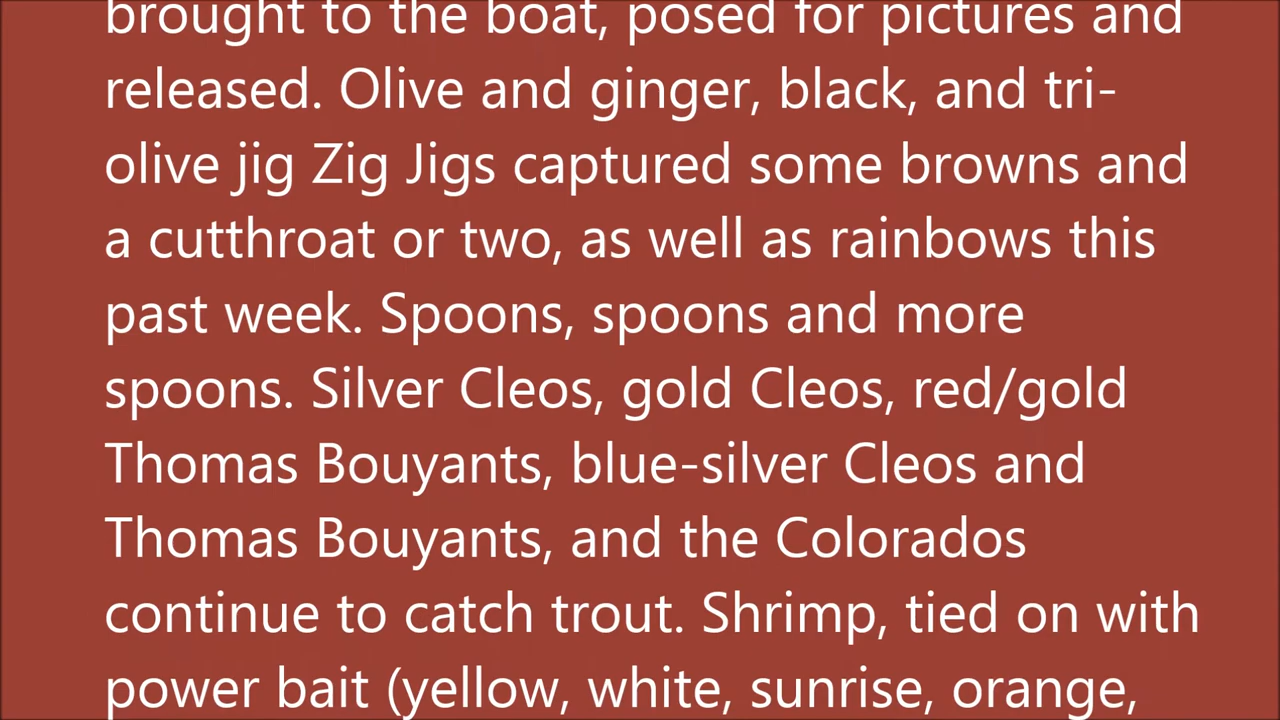 brought to the boat, posed for pictures and
released. Olive and ginger, black, and tri-
olive jig Zig Jigs captured some browns and
a cutthroat or two, as well as rainbows this
past week. Spoons, spoons and more
spoons. Silver Cleos, gold Cleos, red/gold
Thomas Bouyants, blue-silver Cleos and
Thomas Bouyants, and the Colorados
continue to catch trout. Shrimp, tied on with
power bait (yellow, white, sunrise, orange,